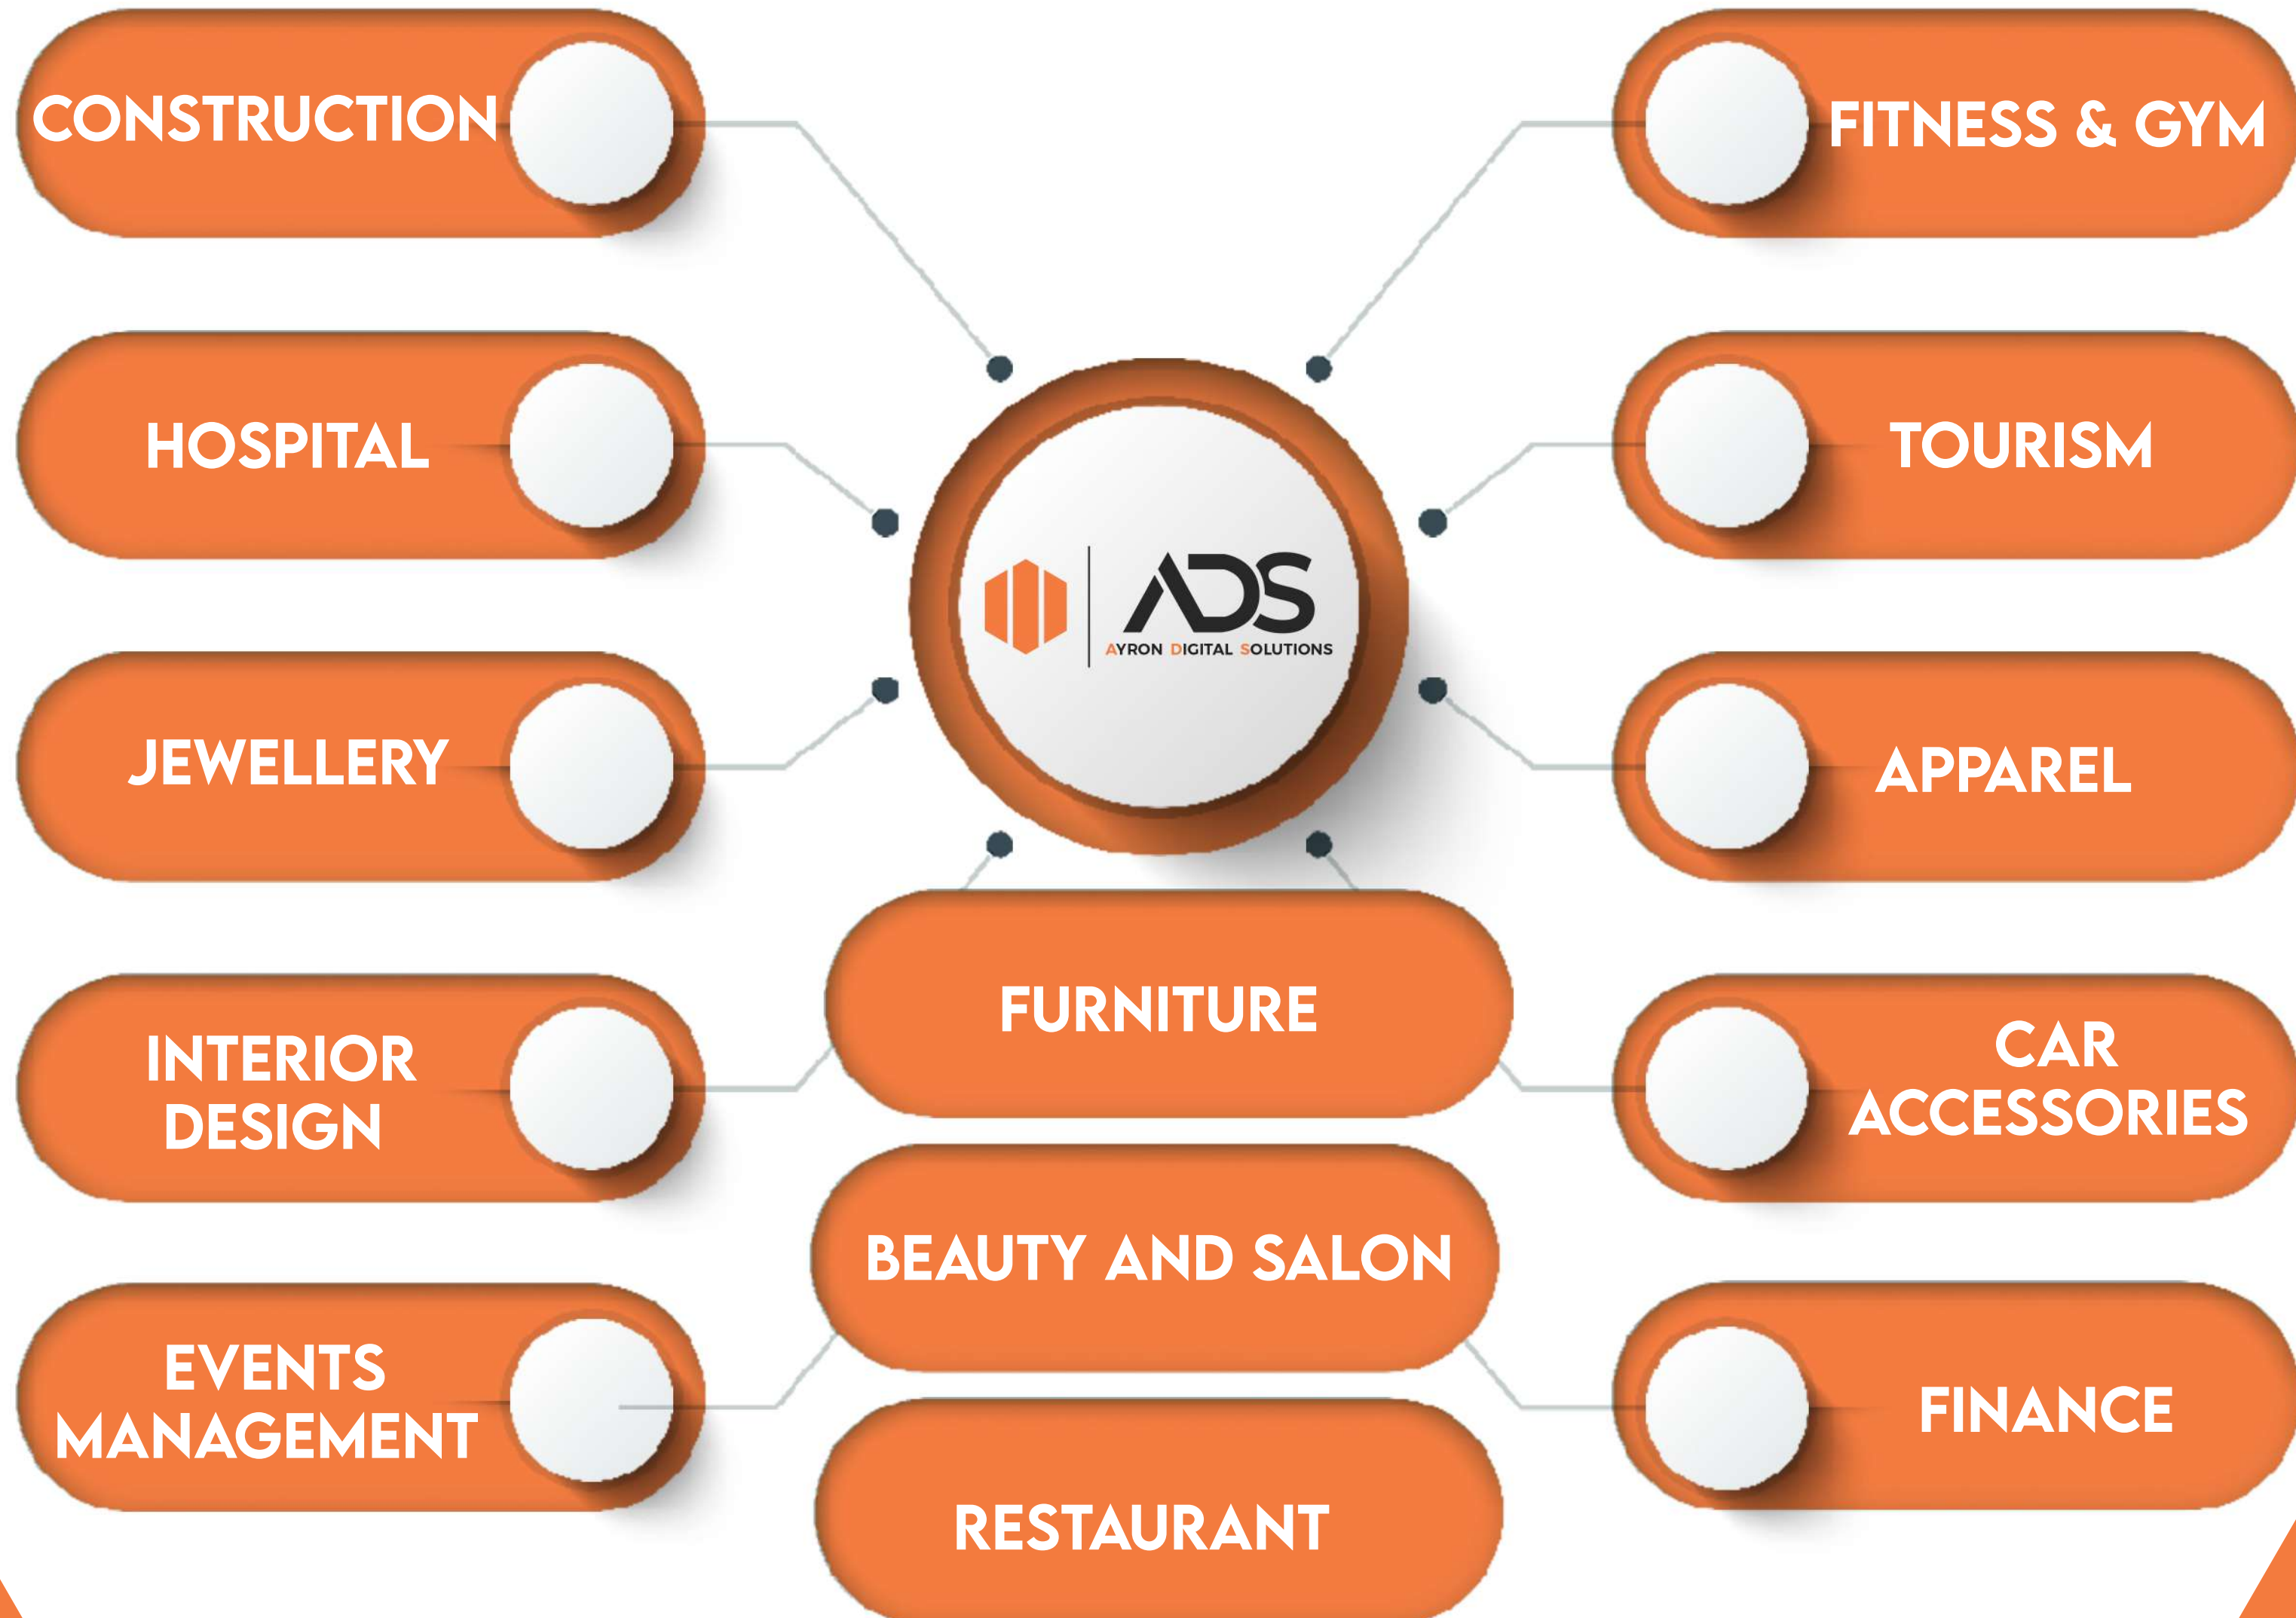 CONSTRUCTION
HOSPITAL
JEWELLERY
INTERIOR
DESIGN
EVENTS
MANAGEMENT
ADS
AYRON DIGITAL SOLUTIONS
FURNITURE
BEAUTY AND SALON
RESTAURANT
FITNESS & GYM
TOURISM
APPAREL
CAR
ACCESSORIES
FINANCE